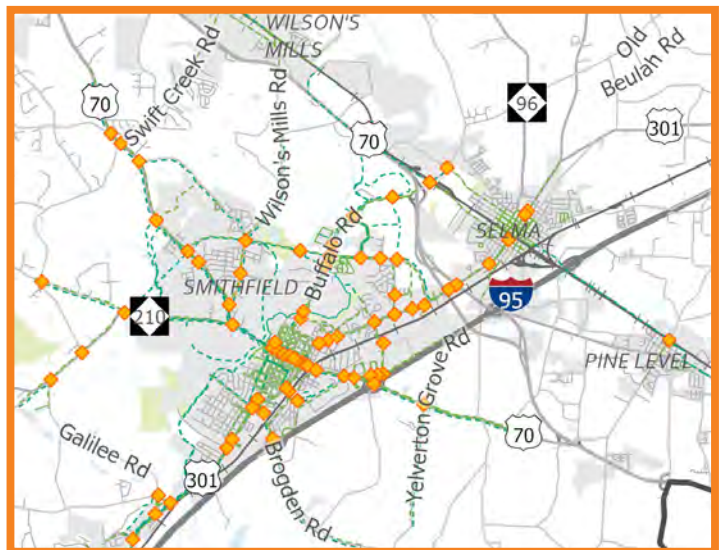 WILSON'S
MILLS
Old
Beulah Rd
Swift Creek Rd
Wilson's Mills Rd
70
96
301
70
Buffalo Rd
SELMA
SMITHFIELD
95
210
PINE LEVEL
Yelverton Grove Rd
70
Galilee Rd
301
Brogden Rd